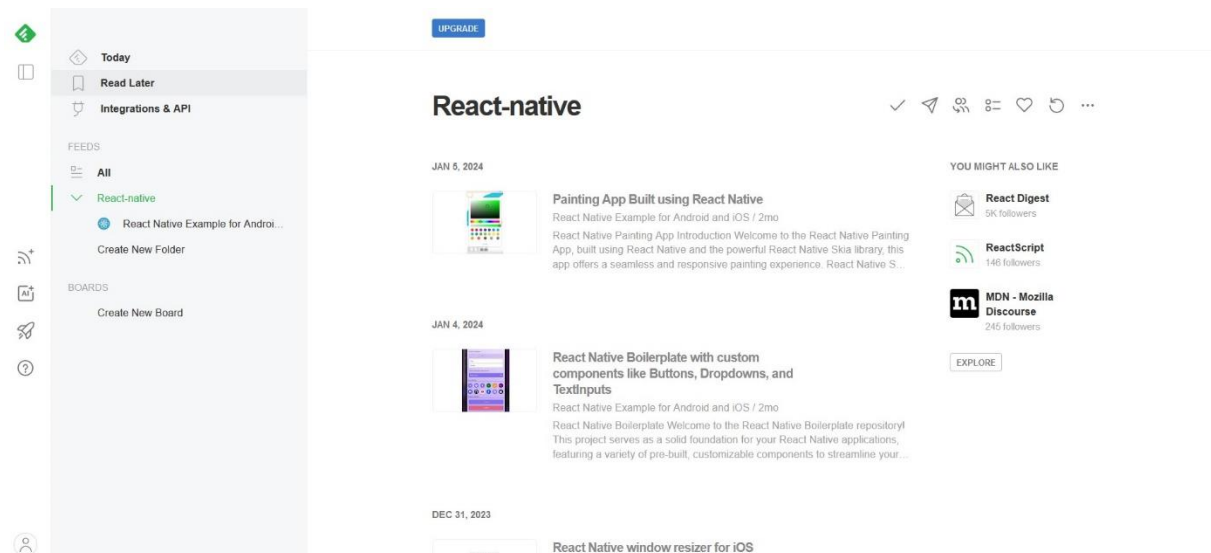 UPGRADE
Today
Read Later
Integrations & API
FEEDS
All
React-native
React Native Example for Androi...
Create New Folder
BOARDS
Create New Board
AI
React-native
JAN 5, 2024
Painting App Built using React Native
React Native Example for Android and iOS / 2mo
React Native Painting App Introduction Welcome to the React Native Painting
App, built using React Native and the powerful React Native Skia library, this
app offers a seamless and responsive painting experience. React Native S...
JAN 4, 2024
React Native Boilerplate with custom
components like Buttons, Dropdowns, and
TextInputs
React Native Example for Android and iOS / 2mo
React Native Boilerplate Welcome to the React Native Boilerplate repository!
This project serves as a solid foundation for your React Native applications,
featuring a variety of pre-built, customizable components to streamline your...
DEC 31, 2023
React Native window resizer for iOS
YOU MIGHT ALSO LIKE
React Digest
5K followers
ReactScript
146 followers
m
MDN - Mozilla
Discourse
245 followers
EXPLORE